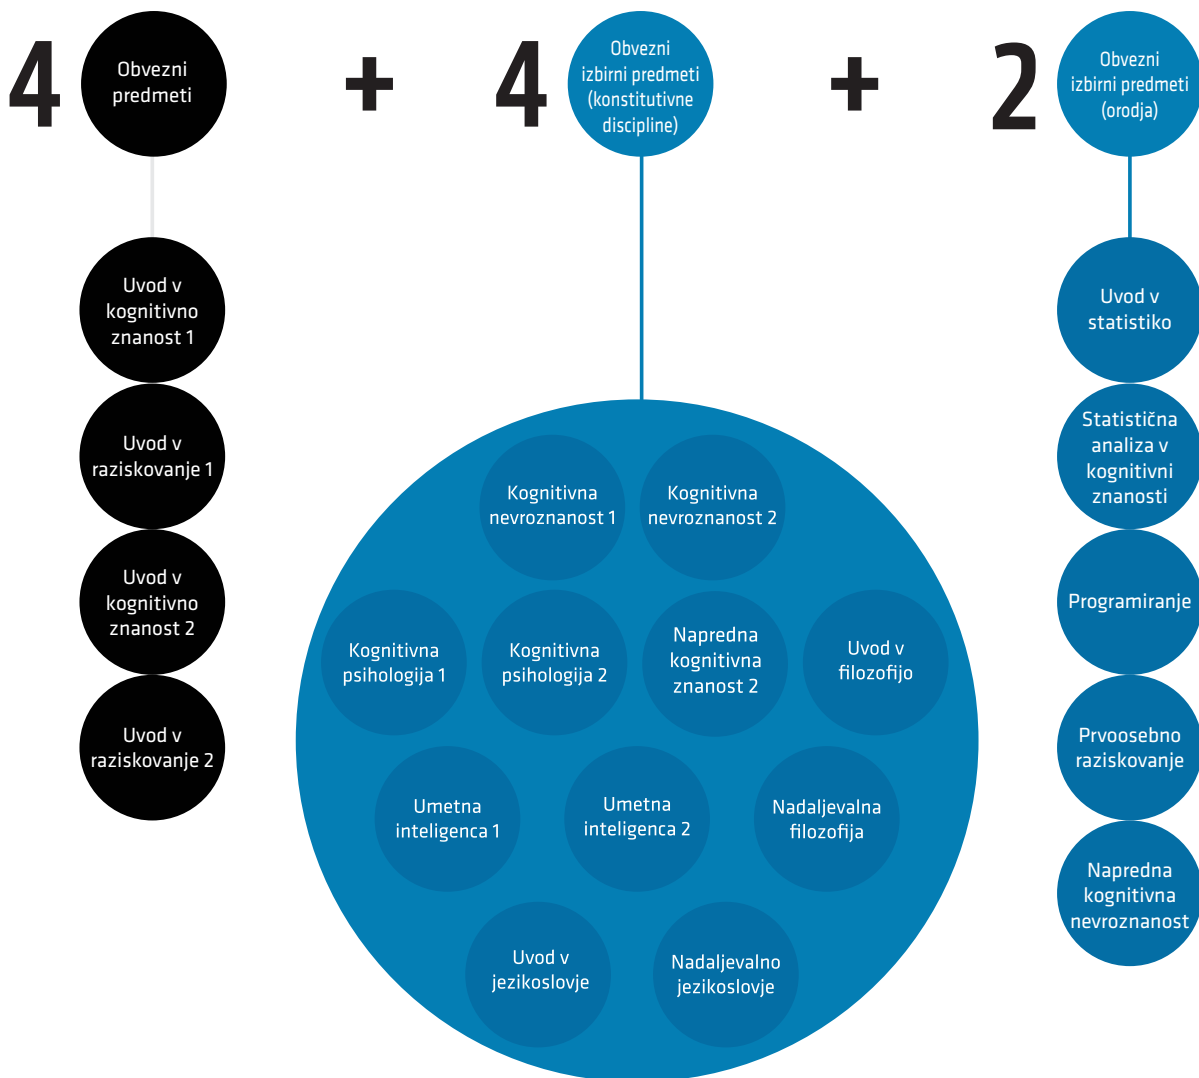 4
Obvezni
predmeti
+
4
Obvezni
izbirni predmeti
(konstitutivne
discipline)
+
2
Obvezni
izbirni predmeti
(orodja)
Uvod v
kognitivno
znanost 1
Uvod v
raziskovanje 1
Uvod v
kognitivno
znanost 2
Uvod v
raziskovanje 2
Kognitivna
nevroznanost 1
Kognitivna
nevroznanost 2
Kognitivna
psihologija 1
Kognitivna
psihologija 2
Napredna
kognitivna
znanost 2
Uvod v
filozofijo
Umetna
inteligenca 1
Umetna
inteligenca 2
Nadaljevalna
filozofija
Uvod v
jezikoslovje
Nadaljevalno
jezikoslovje
Uvod v
statistiko
Statistična
analiza v
kognitivni
znanosti
Programiranje
Prvoosebno
raziskovanje
Napredna
kognitivna
nevroznanost